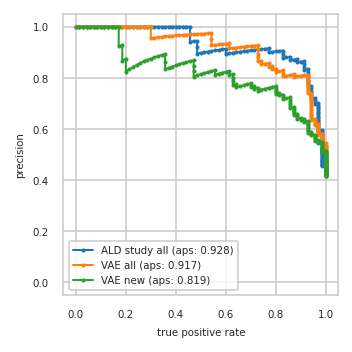 1.0
0.8
0.6
0.4
0.2
0.0
precision
ALD study all (aps: 0.928)
VAE all (aps: 0.917)
VAE new (aps: 0.819)
0.0 0.2 0.4 0.6 0.8 1.0
true positive rate